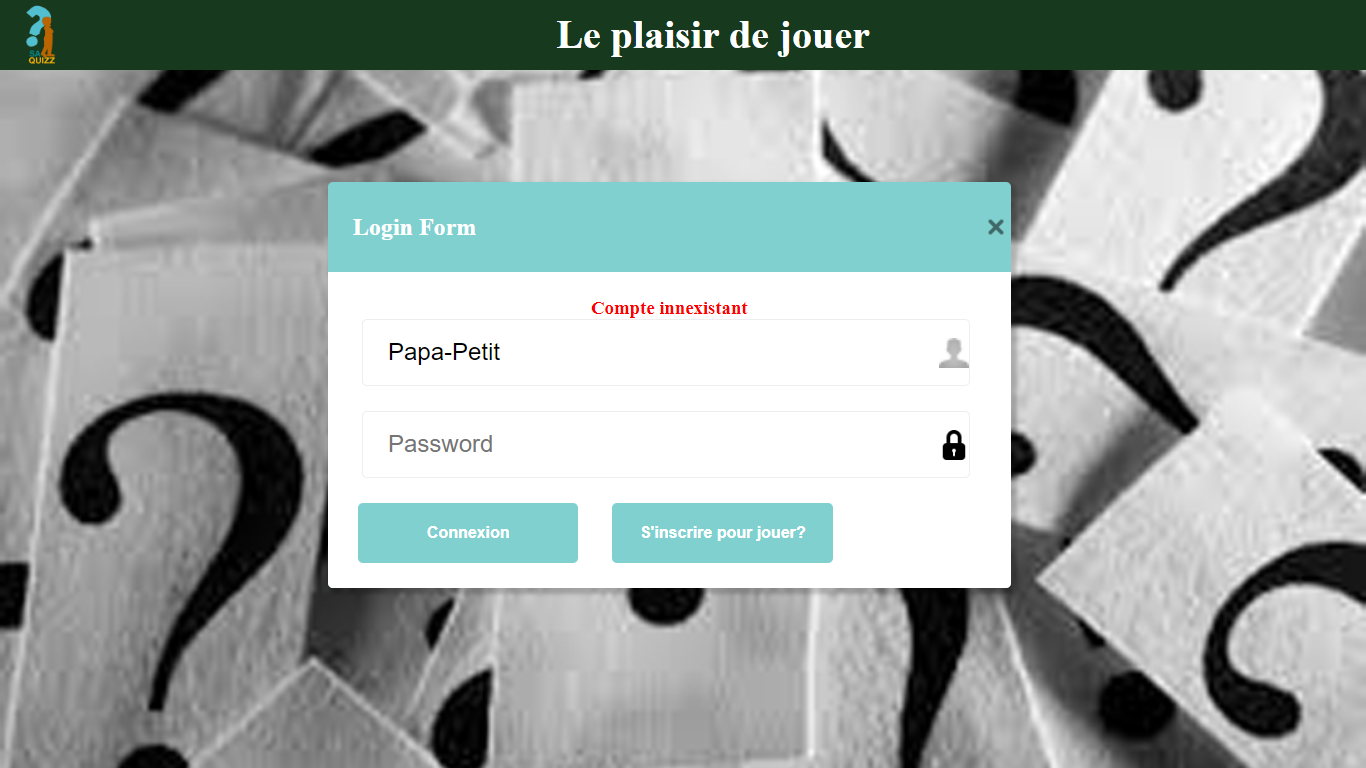 SA
QUIZZ
Le plaisir de jouer
Login Form
Compte innexistant
Papa-Petit
Password
Connexion
S'inscrire pour jouer?